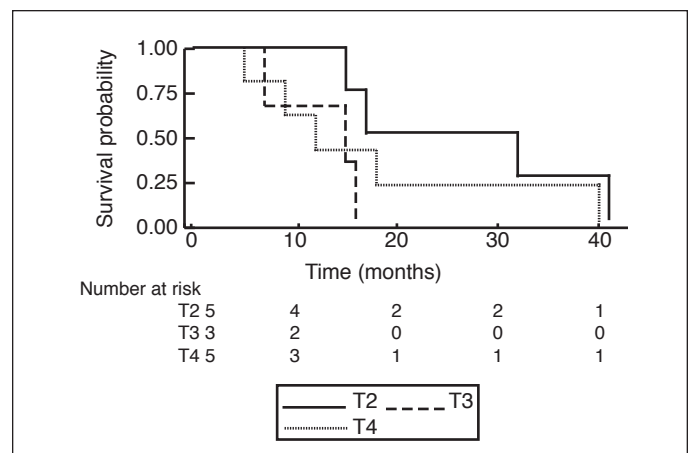 Survival probability
1.00
0.75
0.50
0.25
0.00
0 10 20 30 40
Time (months)
Number at risk
T2 5 4 2 2 1
T3 3 2 0 0 0
T4 5 3 1 1 1
T2 T3
T4